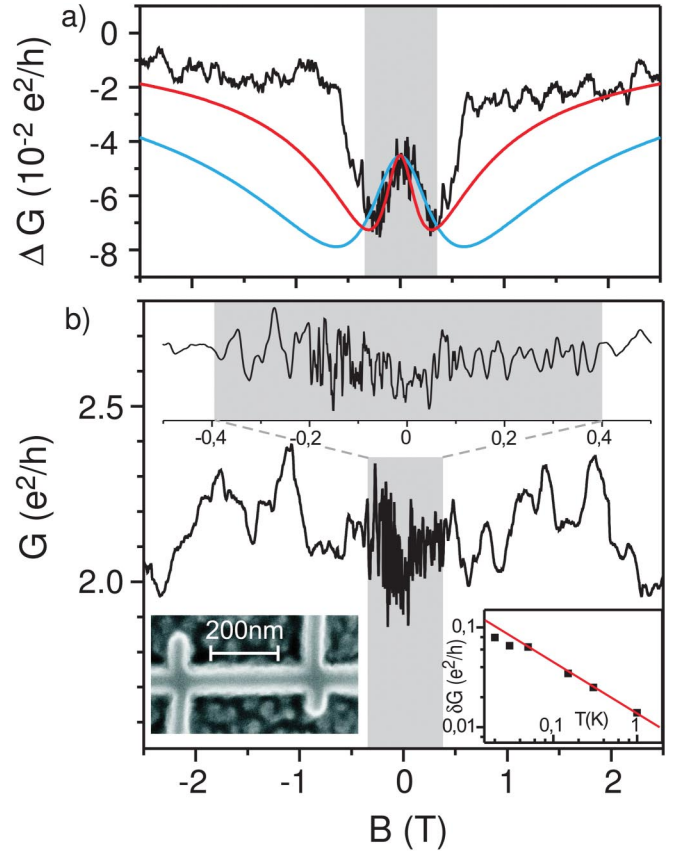 a)
Δ G (10⁻² e²/h)
0
-2
-4
-6
-8
b)
G (e²/h)
2.5
2.0
-0,4 -0,2 0 0,2 0,4
200nm
δG (e²/h)
0,1
0,01
T(K)
0,1 1
-2 -1 0 1 2
B (T)